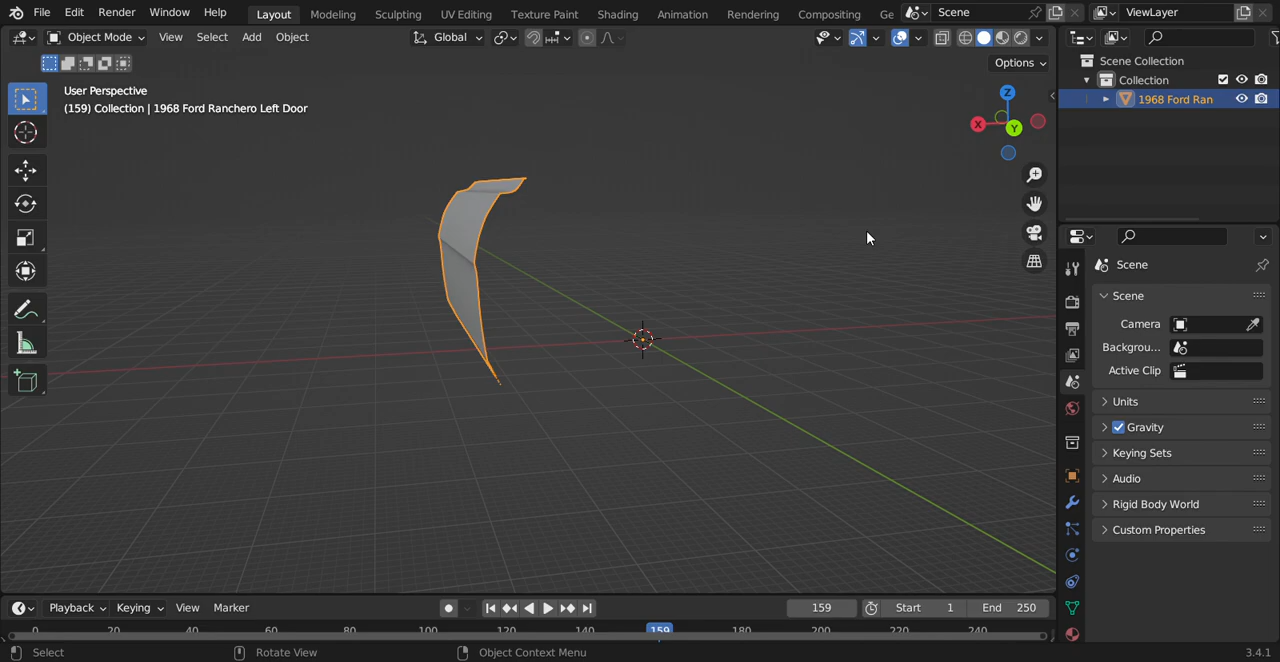 File Edit Render Window Help Layout Modeling Sculpting UV Editing Texture Paint Shading Animation Rendering Compositing Ge Scene ViewLayer
Object Mode View Select Add Object Global
Options
User Perspective
(159) Collection | 1968 Ford Ranchero Left Door
Z
X
Y
Scene Collection
Collection
1968 Ford Ran
Scene
Scene
Camera
Backgrou...
Active Clip
Units
Gravity
Keying Sets
Audio
Rigid Body World
Custom Properties
Playback Keying View Marker 159 Start 1 End 250
0 20 40 60 80 100 120 140 159 180 200 220 240
Select Rotate View Object Context Menu 3.4.1